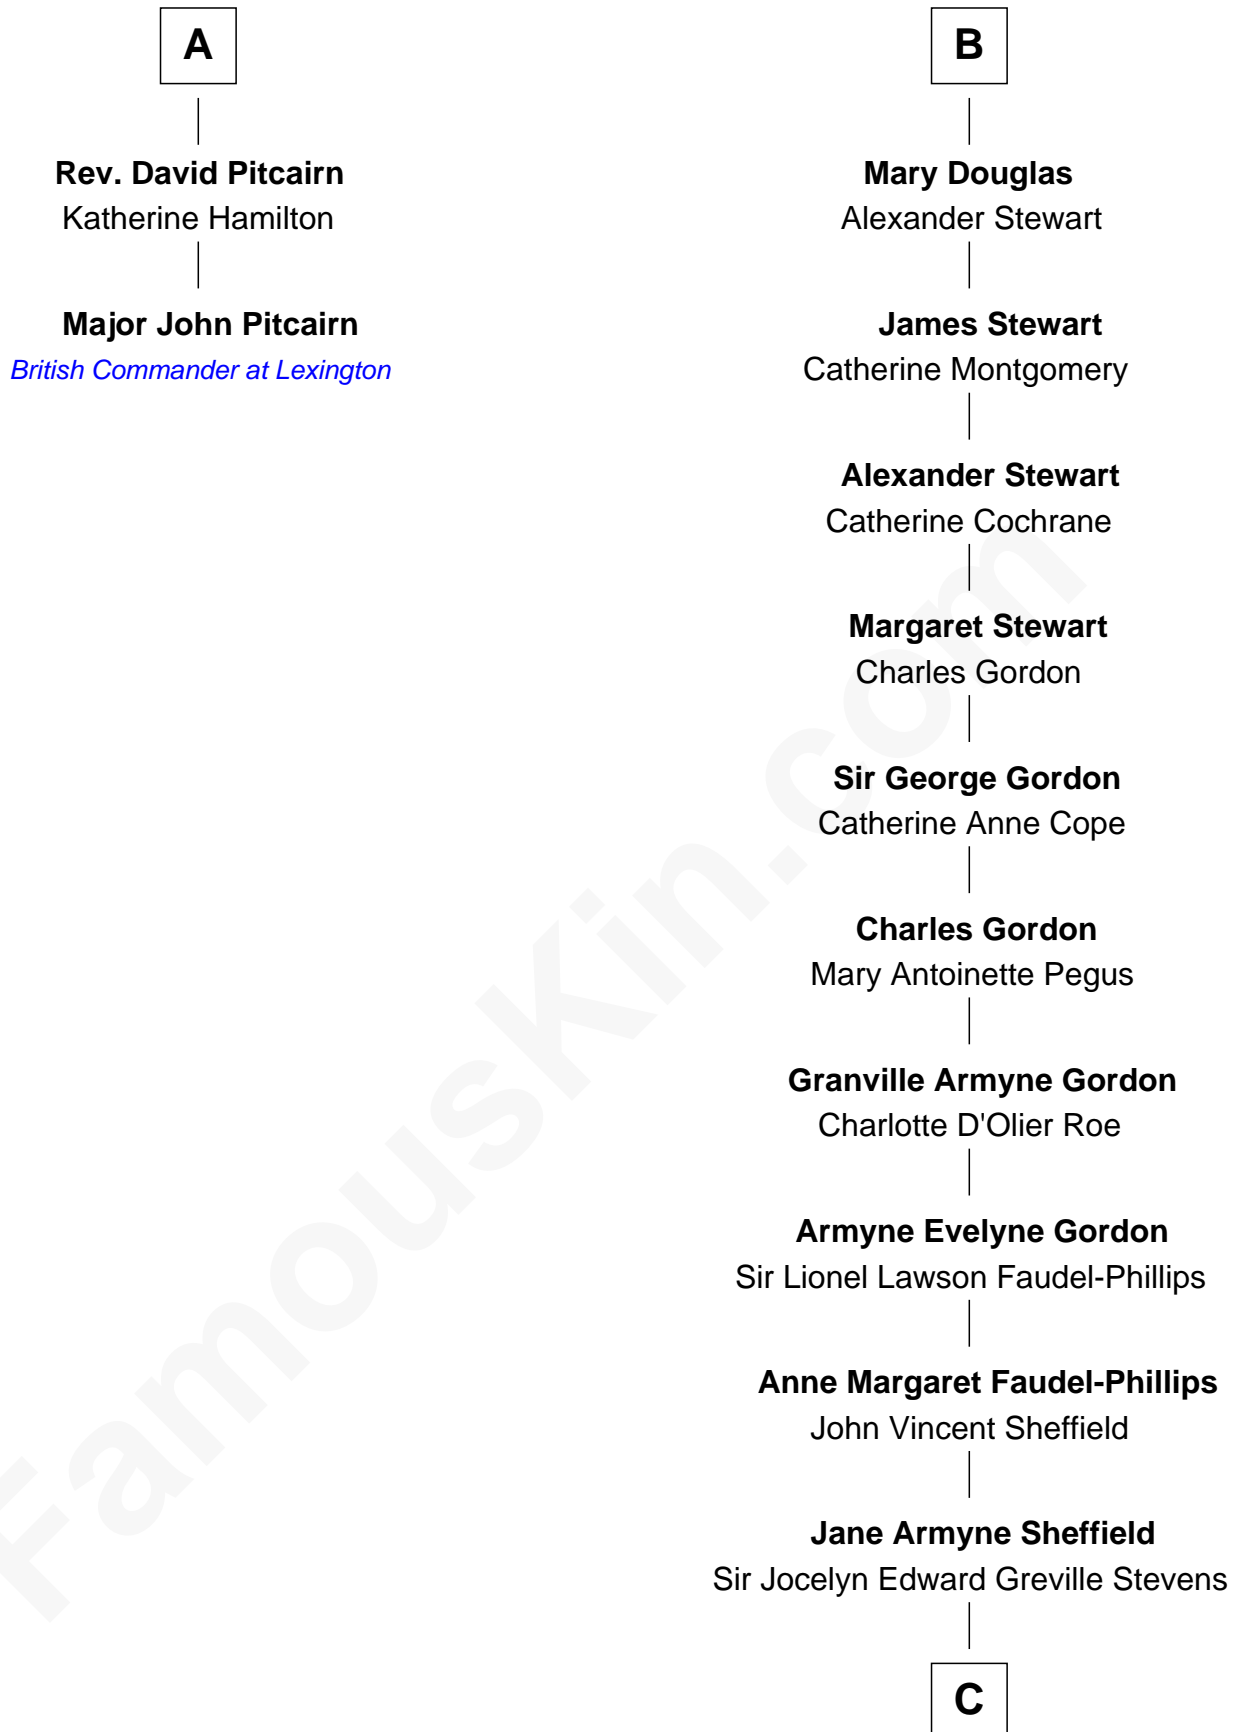 A
Rev. David Pitcairn
Katherine Hamilton
Major John Pitcairn
British Commander at Lexington
B
Mary Douglas
Alexander Stewart
James Stewart
Catherine Montgomery
Alexander Stewart
Catherine Cochrane
Margaret Stewart
Charles Gordon
Sir George Gordon
Catherine Anne Cope
Charles Gordon
Mary Antoinette Pegus
Granville Armyne Gordon
Charlotte D'Olier Roe
Armyne Evelyne Gordon
Sir Lionel Lawson Faudel-Phillips
Anne Margaret Faudel-Phillips
John Vincent Sheffield
Jane Armyne Sheffield
Sir Jocelyn Edward Greville Stevens
C
FamousKin.com